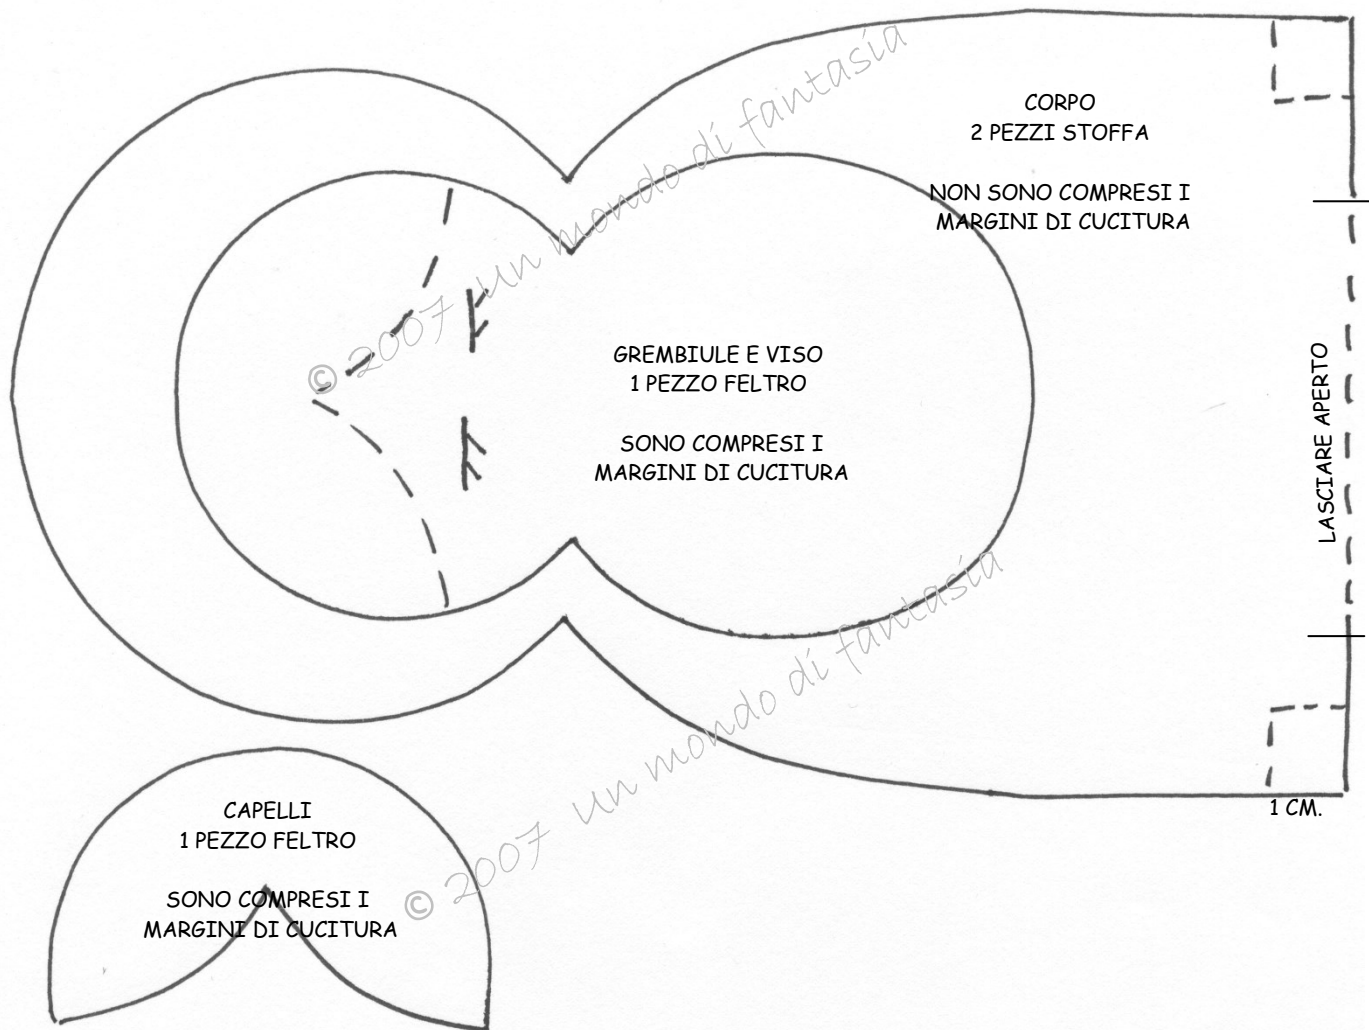 CORPO
2 PEZZI STOFFA
NON SONO COMPRESI I
MARGINI DI CUCITURA
GREMBIULE E VISO
1 PEZZO FELTRO
SONO COMPRESI I
MARGINI DI CUCITURA
LASCIARE APERTO
1 CM.
CAPELLI
1 PEZZO FELTRO
SONO COMPRESI I
MARGINI DI CUCITURA
© 2007 un mondo di fantasia
© 2007 un mondo di fantasia